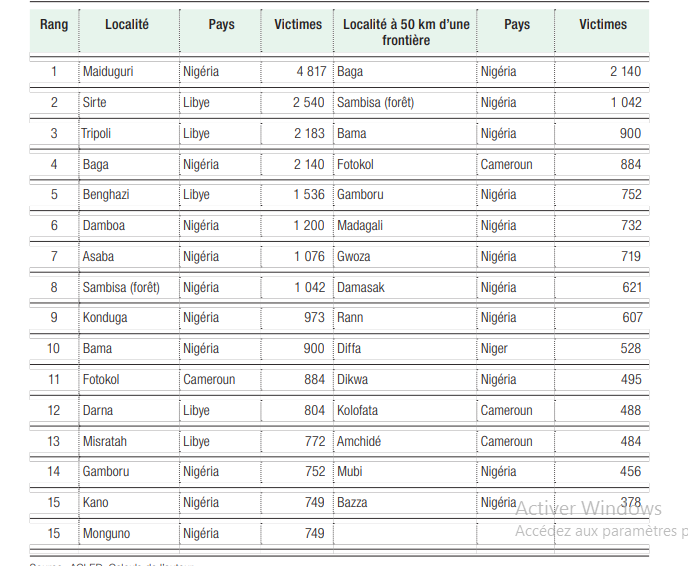 Rang Localité Pays Victimes Localité à 50 km d'une frontière Pays Victimes
1 Maiduguri Nigéria 4 817 Baga Nigéria 2 140
2 Sirte Libye 2 540 Sambisa (forêt) Nigéria 1 042
3 Tripoli Libye 2 183 Bama Nigéria 900
4 Baga Nigéria 2 140 Fotokol Cameroun 884
5 Benghazi Libye 1 536 Gamboru Nigéria 752
6 Damboa Nigéria 1 200 Madagali Nigéria 732
7 Asaba Nigéria 1 076 Gwoza Nigéria 719
8 Sambisa (forêt) Nigéria 1 042 Damasak Nigéria 621
9 Konduga Nigéria 973 Rann Nigéria 607
10 Bama Nigéria 900 Diffa Niger 528
11 Fotokol Cameroun 884 Dikwa Nigéria 495
12 Darna Libye 804 Kolofata Cameroun 488
13 Misratah Libye 772 Amchidé Cameroun 484
14 Gamboru Nigéria 752 Mubi Nigéria 456
15 Kano Nigéria 749 Bazza Nigéria 378
Activer Windows
15 Monguno Nigéria 749
Accédez aux paramètres p